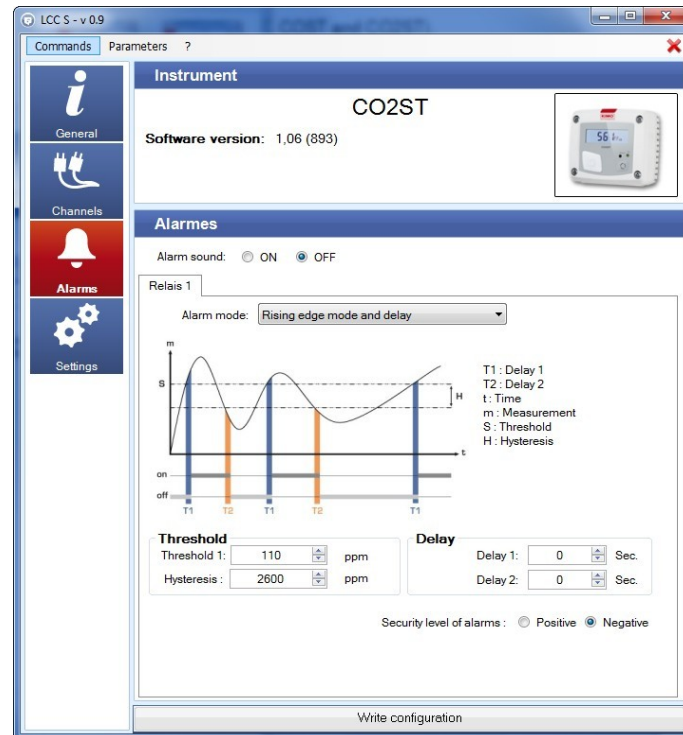 LCC S - v 0.9
Commands Parameters ?
General
Channels
Alarms
Settings
Instrument
CO2ST
Software version: 1,06 (893)
Alarmes
Alarm sound: ON OFF
Relais 1
Alarm mode: Rising edge mode and delay
m
S
H
t
on
off
T1 T2 T1 T2 T1
T1 : Delay 1
T2 : Delay 2
t : Time
m : Measurement
S : Threshold
H : Hysteresis
Threshold
Threshold 1: 110 ppm
Hysteresis : 2600 ppm
Delay
Delay 1: 0 Sec.
Delay 2: 0 Sec.
Security level of alarms : Positive Negative
Write configuration